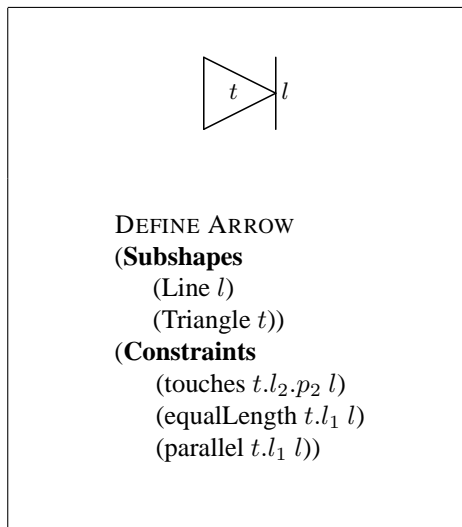 t l
DEFINE ARROW
(Subshapes
(Line l)
(Triangle t))
(Constraints
(touches t.l₂.p₂ l)
(equalLength t.l₁ l)
(parallel t.l₁ l))